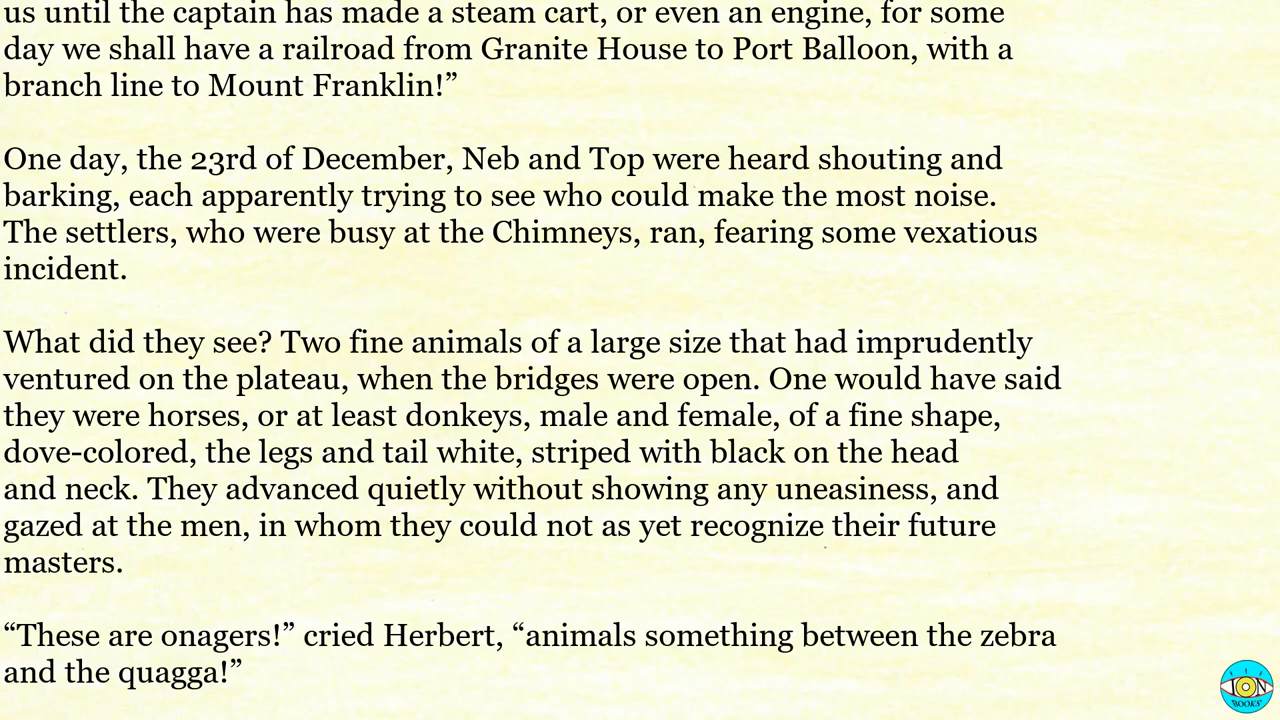 us until the captain has made a steam cart, or even an engine, for some
day we shall have a railroad from Granite House to Port Balloon, with a
branch line to Mount Franklin!”
One day, the 23rd of December, Neb and Top were heard shouting and
barking, each apparently trying to see who could make the most noise.
The settlers, who were busy at the Chimneys, ran, fearing some vexatious
incident.
What did they see? Two fine animals of a large size that had imprudently
ventured on the plateau, when the bridges were open. One would have said
they were horses, or at least donkeys, male and female, of a fine shape,
dove-colored, the legs and tail white, striped with black on the head
and neck. They advanced quietly without showing any uneasiness, and
gazed at the men, in whom they could not as yet recognize their future
masters.
“These are onagers!” cried Herbert, “animals something between the zebra
and the quagga!”
ION
BOOKS